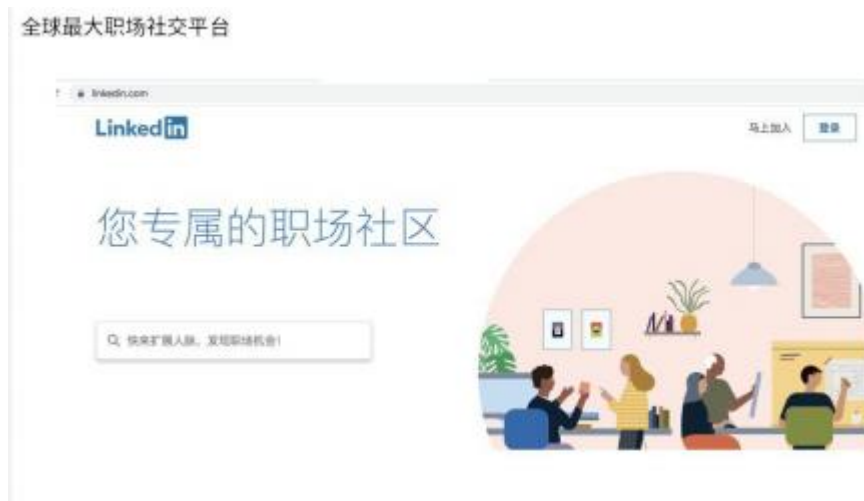 全球最大职场社交平台
linkedin.com
Linked in
马上加入
登录
您专属的职场社区
快来扩展人脉，发现职场机会！